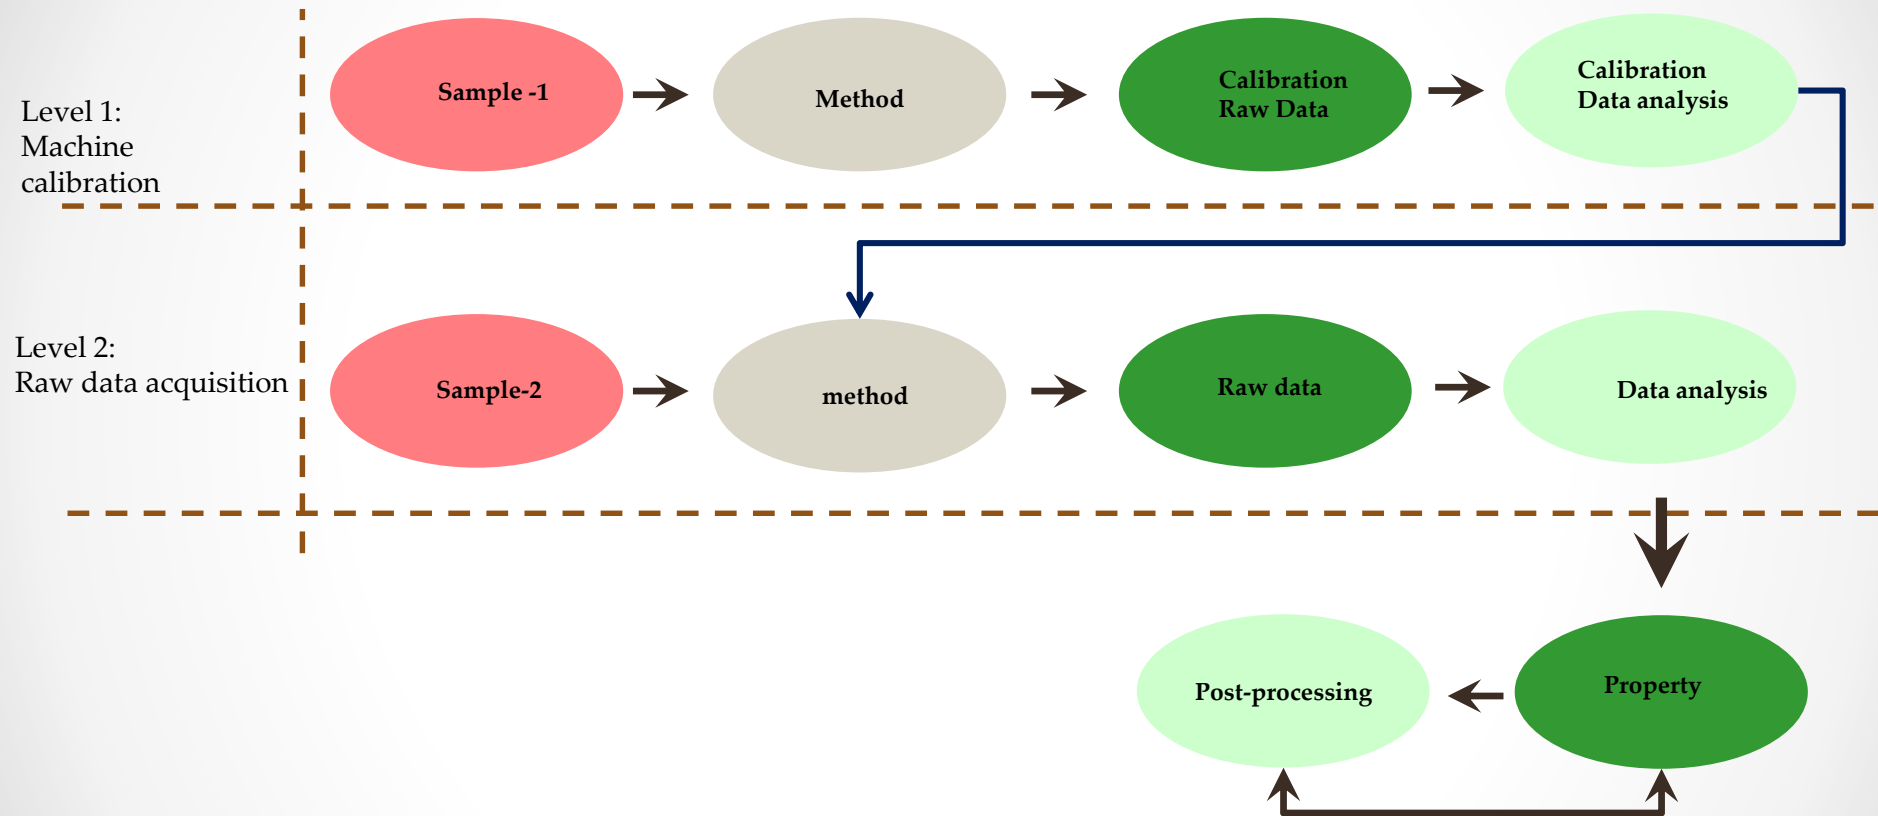 Level 1:
Machine
calibration
Sample -1
Method
Calibration
Raw Data
Calibration
Data analysis
Level 2:
Raw data acquisition
Sample-2
method
Raw data
Data analysis
Post-processing
Property